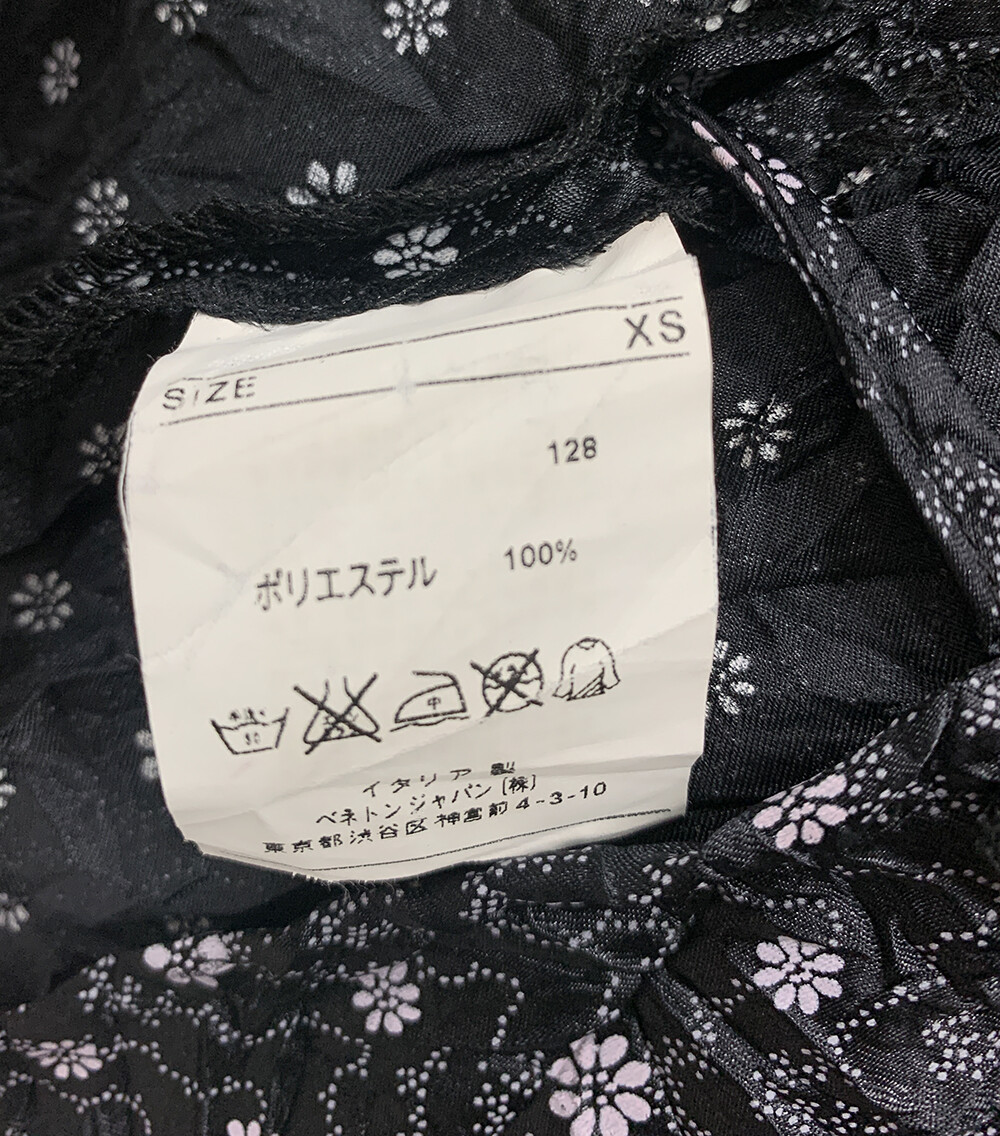 SIZE XS
128
ポリエステル 100%
中
イタリア製
ベネトンジャパン(株)
東京都渋谷区神宮前4-3-10